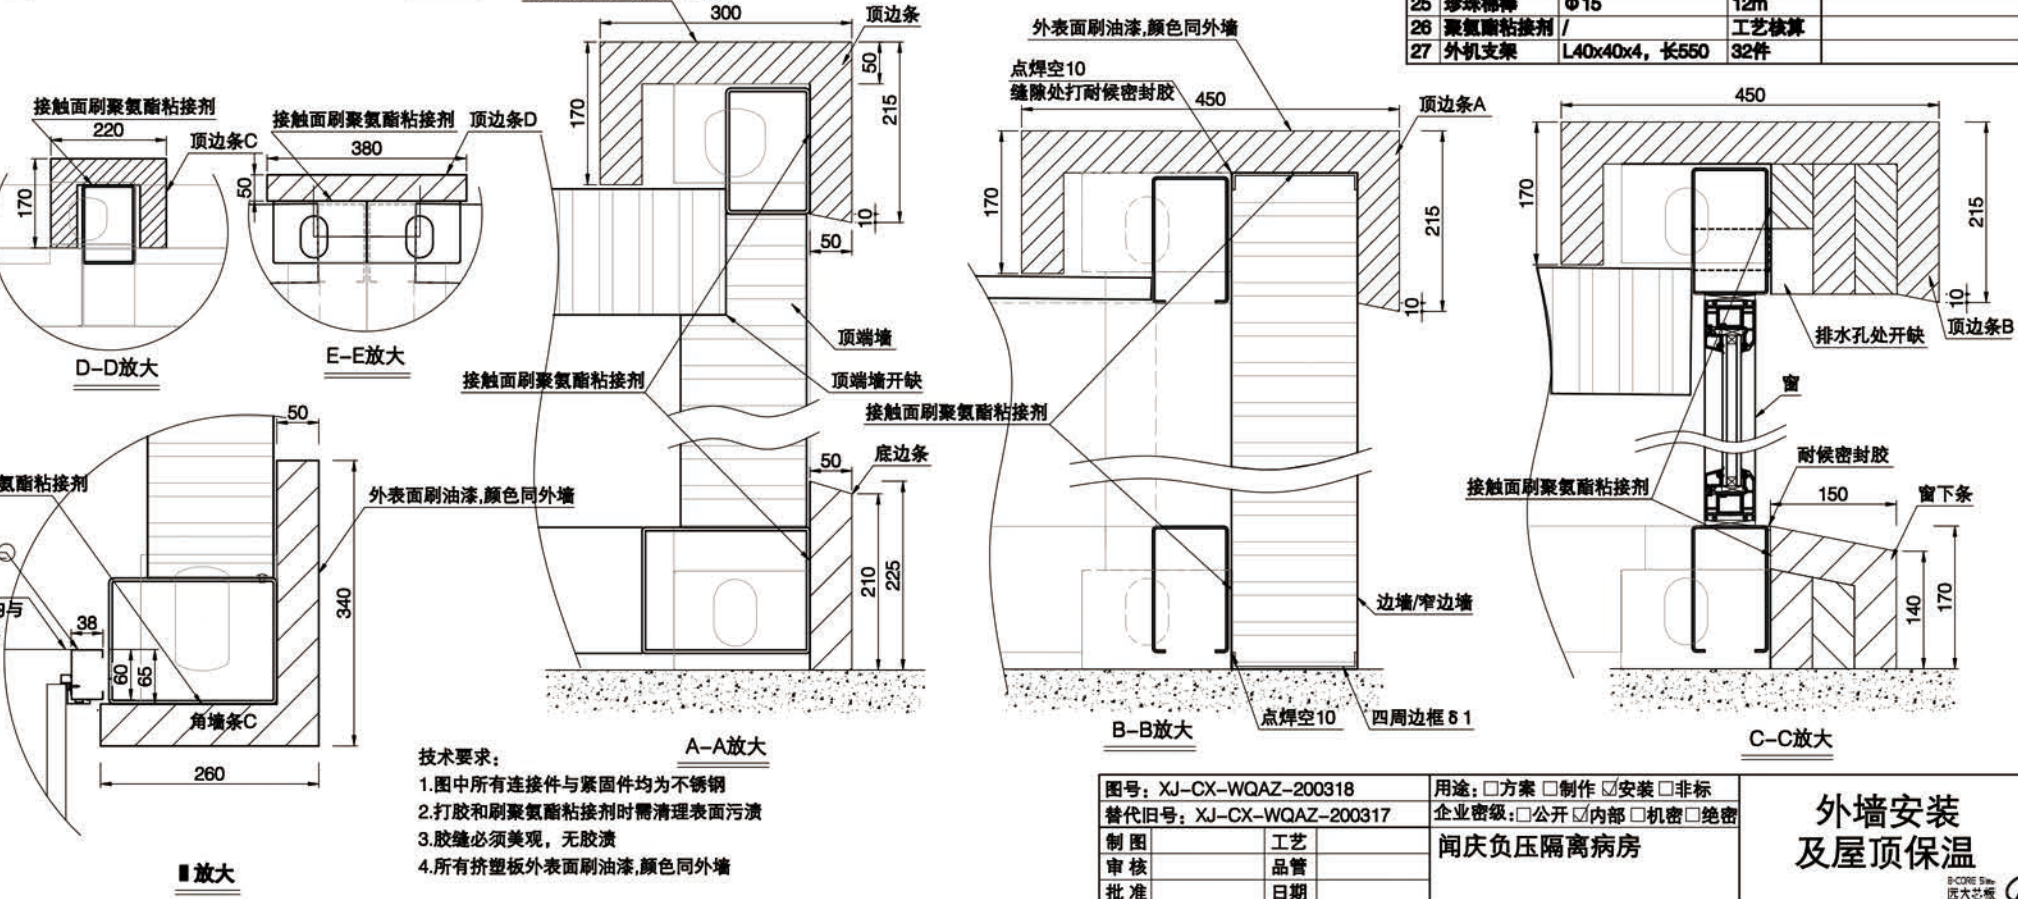 25 珍珠棉棒 Φ15 12m
26 聚氨酯粘接剂 / 工艺核算
27 外机支架 L40x40x4，长550 32件
接触面刷聚氨酯粘接剂
220
顶边条C
170
D-D放大
接触面刷聚氨酯粘接剂
顶边条D
380
50
E-E放大
300
顶边条
50
170
215
10
50
顶端墙
顶端墙开缺
接触面刷聚氨酯粘接剂
50
底边条
210
225
A-A放大
外表面刷油漆,颜色同外墙
点焊空10
缝隙处打耐候密封胶
450
顶边条A
170
215
10
接触面刷聚氨酯粘接剂
边墙/窄边墙
点焊空10
四周边框δ1
B-B放大
450
170
215
10
顶边条B
排水孔处开缺
窗
耐候密封胶
接触面刷聚氨酯粘接剂
150
窗下条
140
170
C-C放大
50
氨酯粘接剂
外表面刷油漆,颜色同外墙
与
38
60
65
340
角墙条C
260
放大
技术要求：
1.图中所有连接件与紧固件均为不锈钢
2.打胶和刷聚氨酯粘接剂时需清理表面污渍
3.胶缝必须美观，无胶渍
4.所有挤塑板外表面刷油漆,颜色同外墙
图号：XJ-CX-WQAZ-200318
用途：□方案 □制作 ☑安装 □非标
替代旧号：XJ-CX-WQAZ-200317
企业密级：□公开 ☑内部 □机密 □绝密
制图 工艺
审核 品管
批准 日期
闻庆负压隔离病房
外墙安装
及屋顶保温
远大芯板